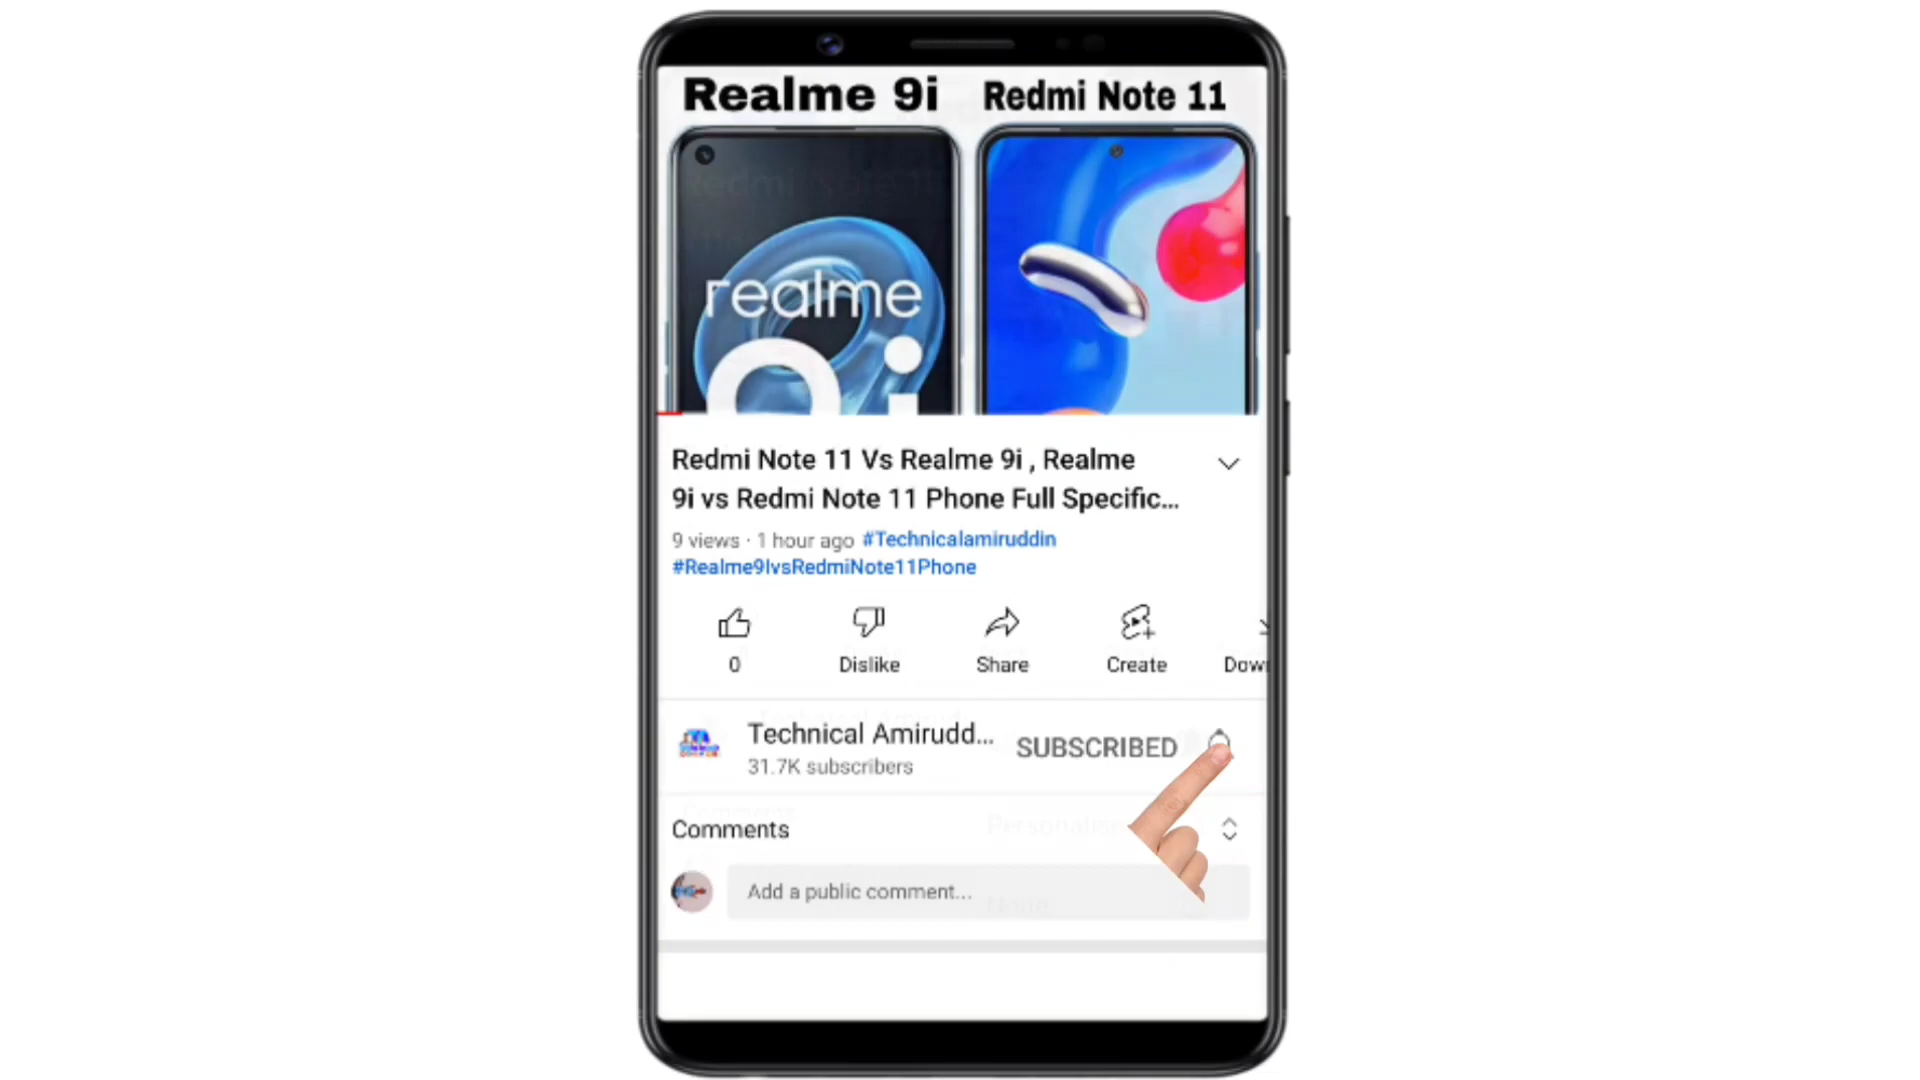 Realme 9i Redmi Note 11
realme
9i
Redmi Note 11 Vs Realme 9i , Realme
9i vs Redmi Note 11 Phone Full Specific...
9 views · 1 hour ago #Technicalamiruddin
#Realme9IvsRedmiNote11Phone
0 Dislike Share Create Dow
Technical Amirudd... SUBSCRIBED
31.7K subscribers
Comments
Add a public comment...